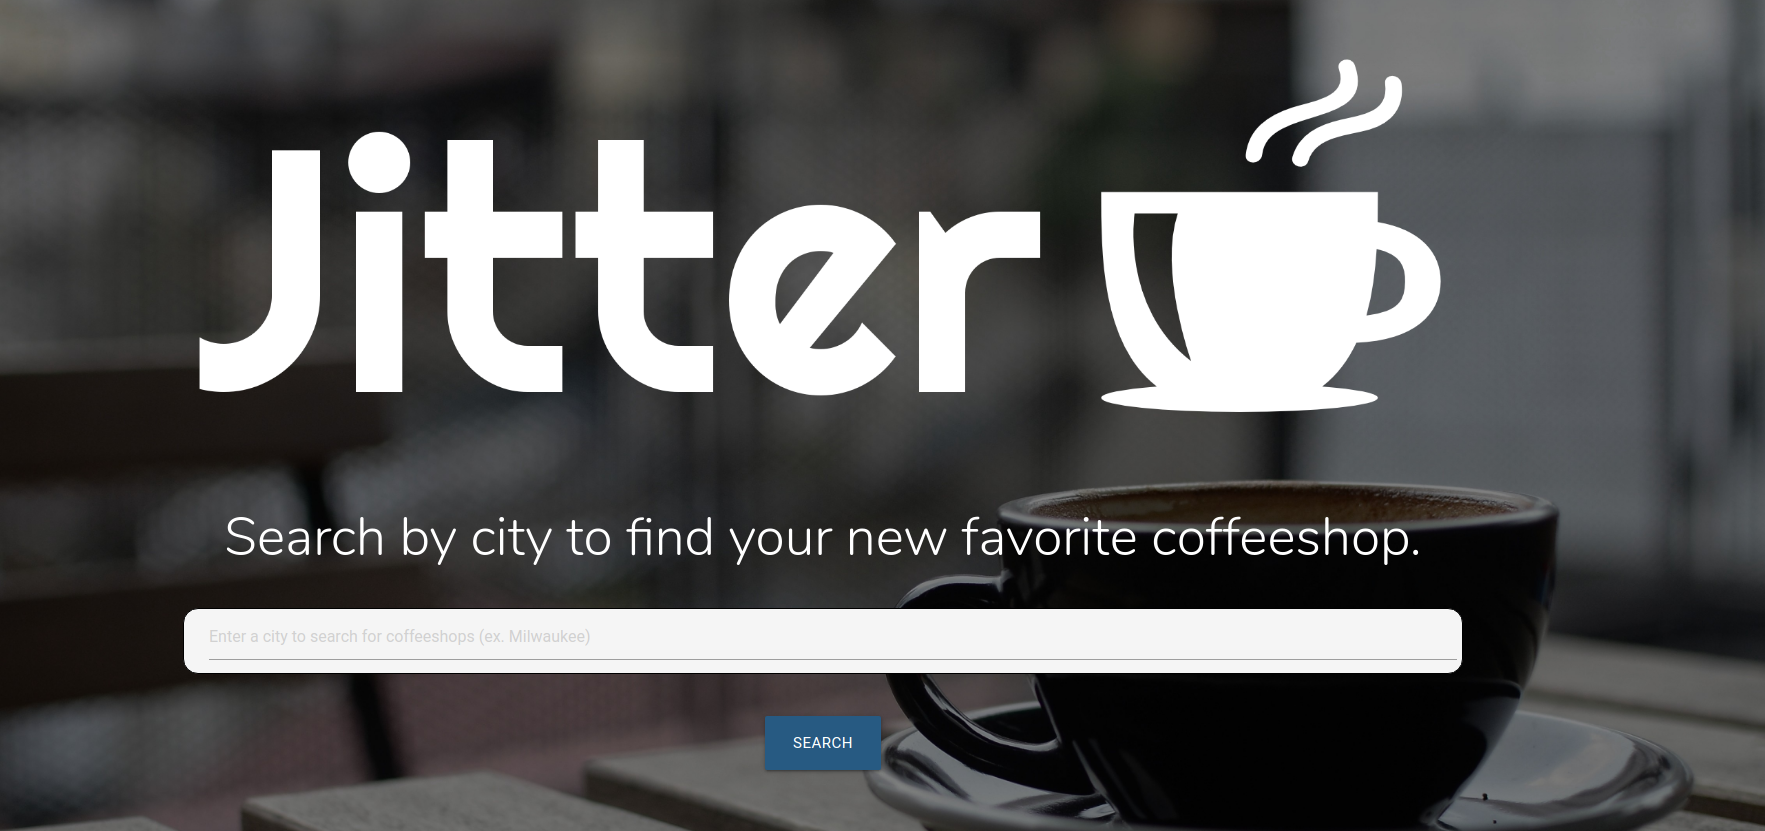 Jitter
Search by city to find your new favorite coffeeshop.
Enter a city to search for coffeeshops (ex. Milwaukee)
SEARCH